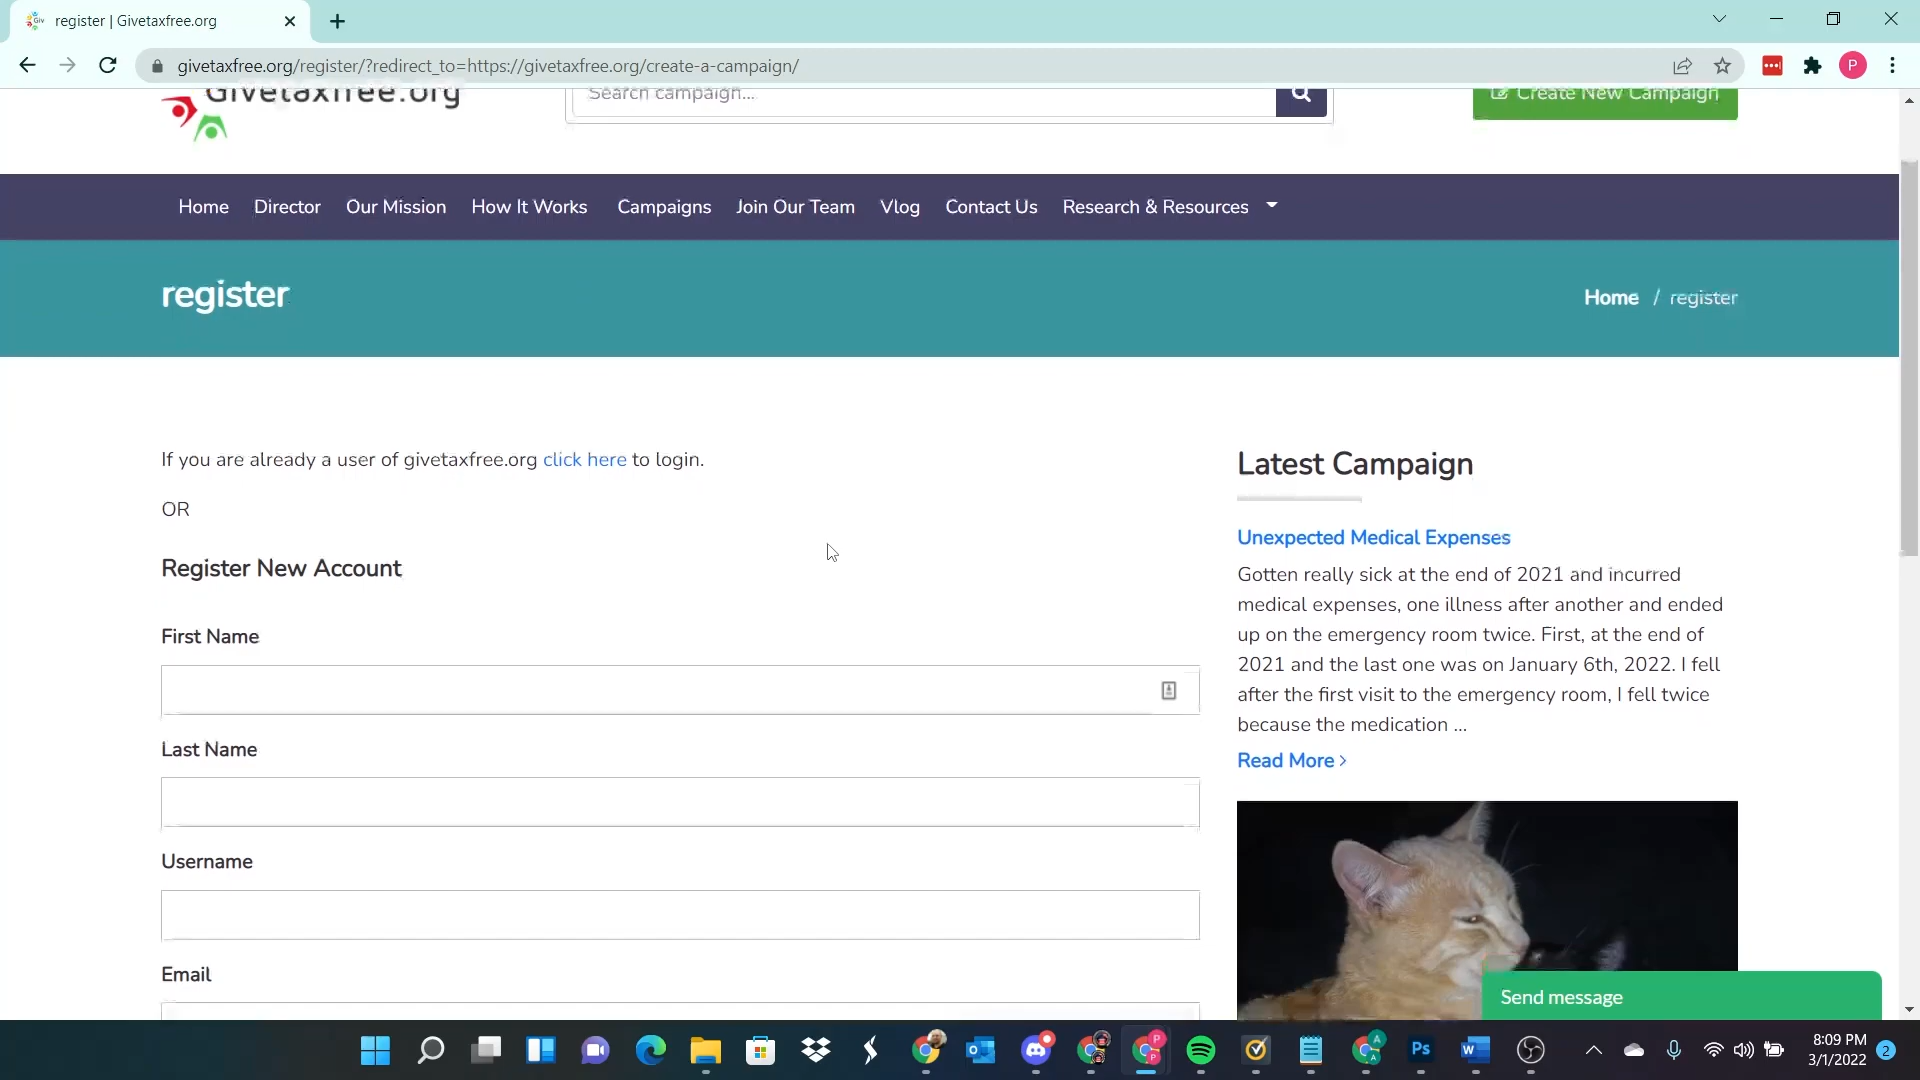 register | Givetaxfree.org
givetaxfree.org/register/?redirect_to=https://givetaxfree.org/create-a-campaign/
P
Givetaxfree.org
Search campaign...
Create New Campaign
Home
Director
Our Mission
How It Works
Campaigns
Join Our Team
Vlog
Contact Us
Research & Resources
register
Home / register
If you are already a user of givetaxfree.org click here to login.
OR
Register New Account
First Name
Last Name
Username
Email
Latest Campaign
Unexpected Medical Expenses
Gotten really sick at the end of 2021 and incurred
medical expenses, one illness after another and ended
up on the emergency room twice. First, at the end of
2021 and the last one was on January 6th, 2022. I fell
after the first visit to the emergency room, I fell twice
because the medication ...
Read More
Send message
8:09 PM
3/1/2022
2